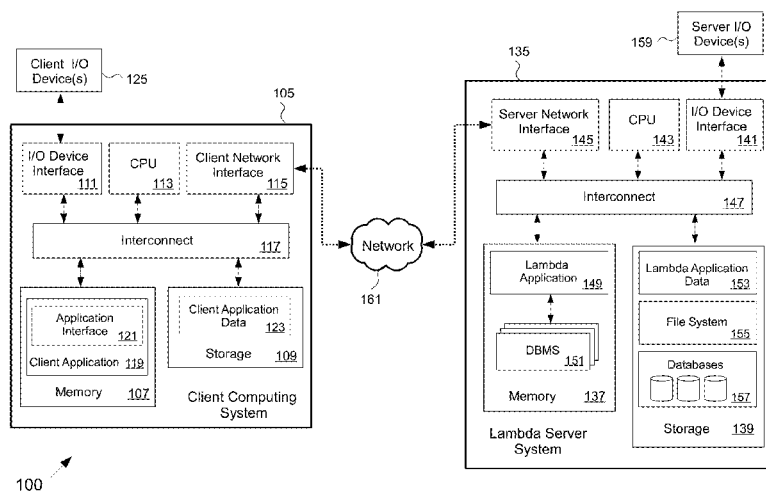 Client I/O
Device(s)
125
105
I/O Device
Interface
111
CPU
113
Client Network
Interface
115
Interconnect
117
Application
Interface
121
Client Application
119
Memory
107
Client Application
Data
123
Storage
109
Client Computing
System
100
Network
161
Server I/O
Device(s)
159
135
Server Network
Interface
145
CPU
143
I/O Device
Interface
141
Interconnect
147
Lambda
Application
149
DBMS
151
Memory
137
Lambda Server
System
Lambda Application
Data
153
File System
155
Databases
157
Storage
139